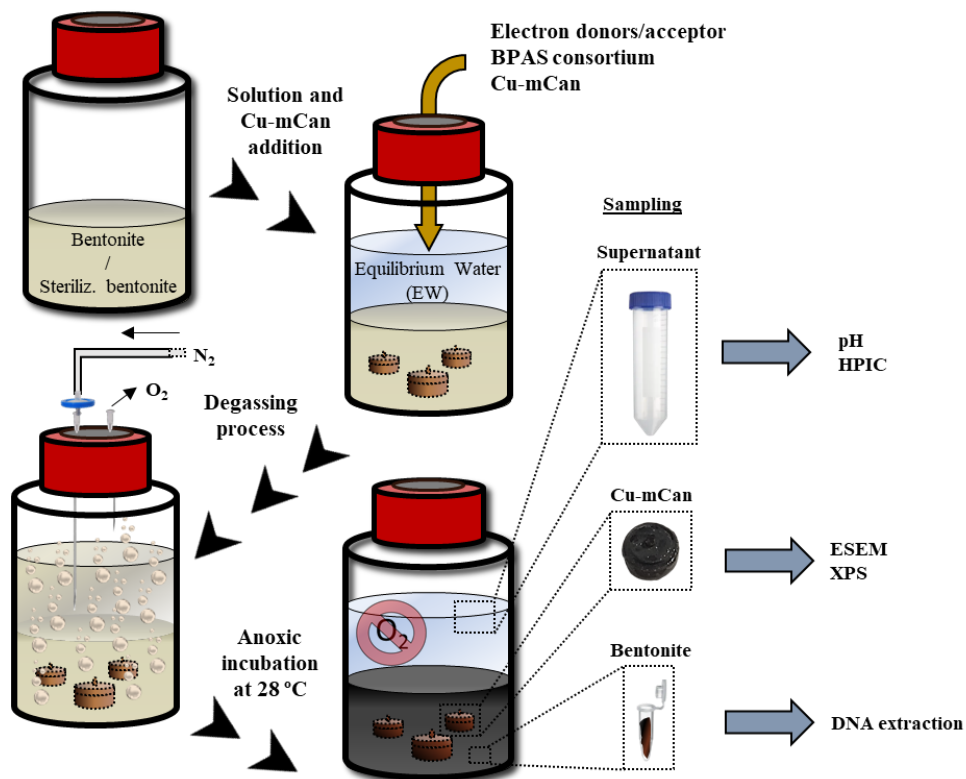 Electron donors/acceptor
BPAS consortium
Cu-mCan
Solution and
Cu-mCan
addition
Bentonite
/
Steriliz. bentonite
Equilibrium Water
(EW)
N2
O2
Degassing
process
Anoxic
incubation
at 28 ºC
O2
Sampling
Supernatant
pH
HPIC
Cu-mCan
ESEM
XPS
Bentonite
DNA extraction